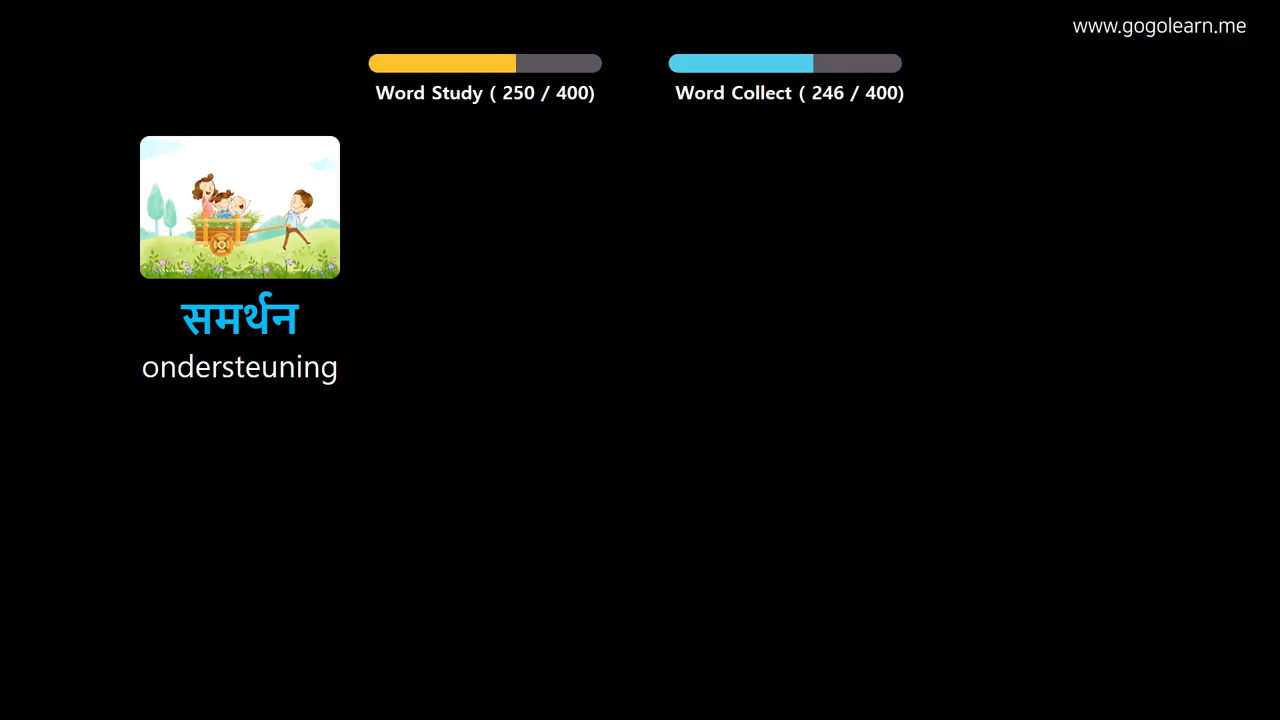 www.gogolearn.me
Word Study ( 250 / 400)
Word Collect ( 246 / 400)
समर्थन
ondersteuning